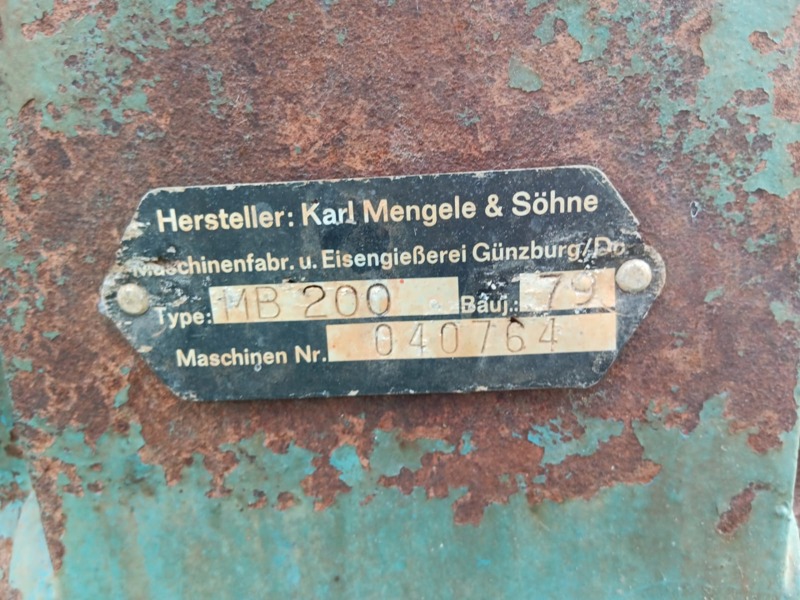 Hersteller: Karl Mengele & Söhne
Maschinenfabr. u. Eisengießerei Günzburg/Do.
Type: MB 200 Bauj.: 79
Maschinen Nr. 040764